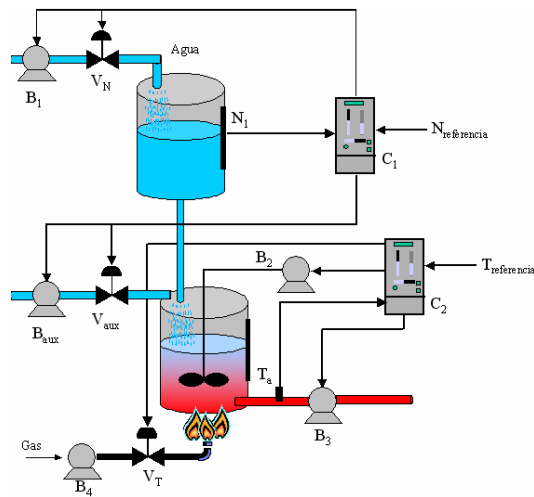 Agua
B1
VN
N1
Nreferencia
C1
B2
Treferencia
Baux
Vaux
C2
Ta
B3
Gas
B4
VT